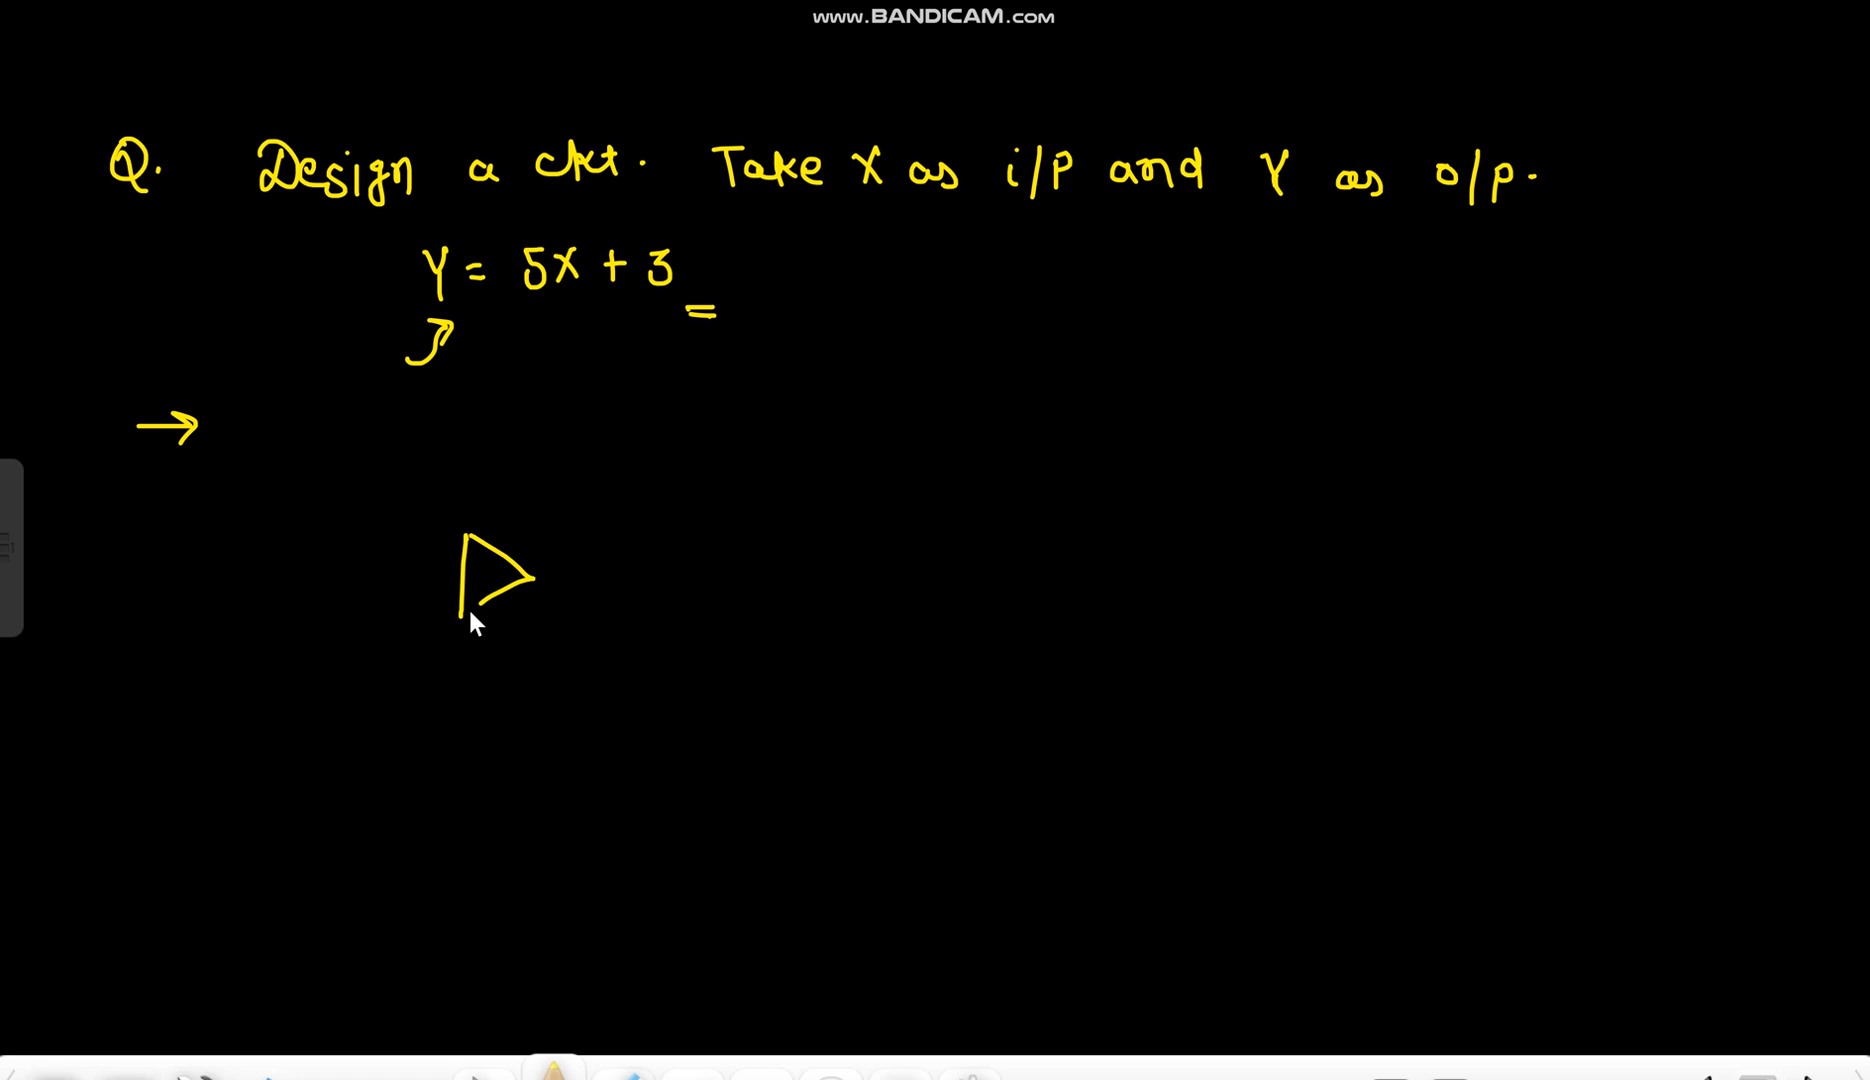 www.BANDICAM.com
Q. Design a ckt. Take X as i/p and Y as o/p.
Y = 5X + 3